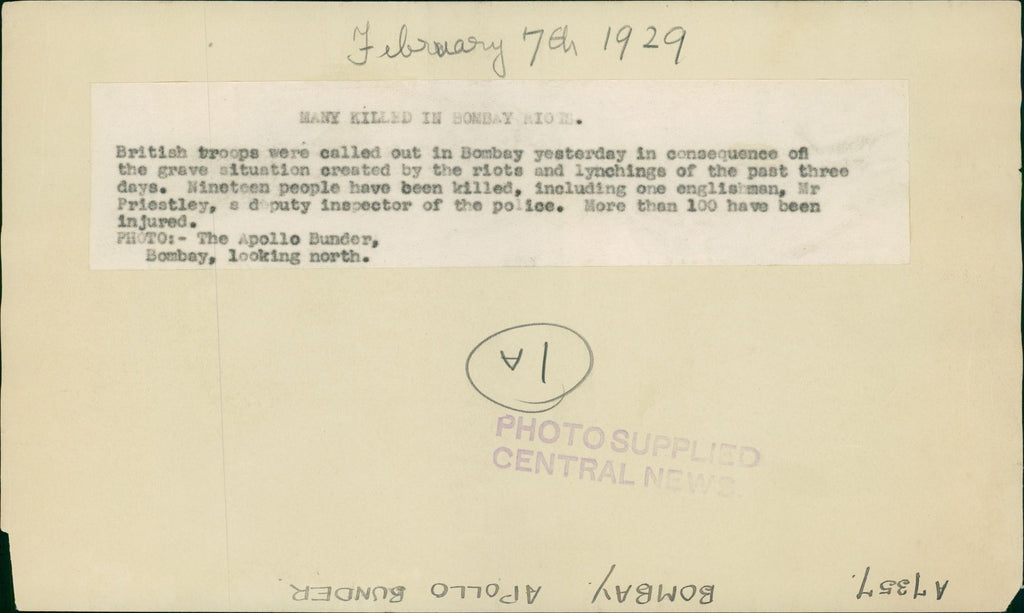 February 7th 1929
MANY KILLED IN BOMBAY RIOTS.
British troops were called out in Bombay yesterday in consequence of
the grave situation created by the riots and lynchings of the past three
days. Nineteen people have been killed, including one englishman, Mr
Priestley, a deputy inspector of the police. More than 100 have been
injured.
PHOTO:- The Apollo Bunder,
Bombay, looking north.
1A
PHOTO SUPPLIED
CENTRAL NEWS.
A7357. BOMBAY/ APOLLO BUNDER